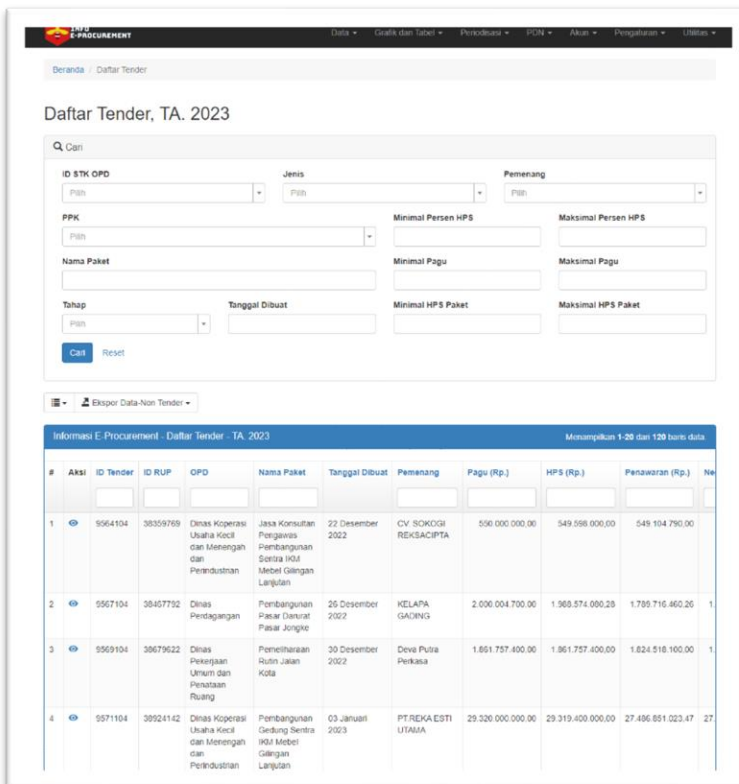 INFO
E-PROCUREMENT
Data Grafik dan Tabel Periodisasi PDN Akun Pengaturan Utilitas
Beranda / Daftar Tender
Daftar Tender, TA. 2023
Cari
ID STK OPD Jenis Pemenang
Pilih Pilih Pilih
PPK Minimal Persen HPS Maksimal Persen HPS
Pilih
Nama Paket Minimal Pagu Maksimal Pagu
Tahap Tanggal Dibuat Minimal HPS Paket Maksimal HPS Paket
Pilih
Cari Reset
Ekspor Data-Non Tender
Informasi E-Procurement - Daftar Tender - TA. 2023 Menampilkan 1-20 dari 120 baris data.
# Aksi ID Tender ID RUP OPD Nama Paket Tanggal Dibuat Pemenang Pagu (Rp.) HPS (Rp.) Penawaran (Rp.) Ne
1 9564104 38359769 Dinas Koperasi Jasa Konsultan 22 Desember CV. SOKOGI 550.000.000,00 549.598.000,00 549.104.790,00
Usaha Kecil Pengawas 2022 REKSACIPTA
dan Menengah Pembangunan
dan Sentra IKM
Perindustrian Mebel Gilingan
Lanjutan
2 9567104 38467792 Dinas Pembangunan 26 Desember KELAPA 2.000.004.700,00 1.988.574.080,28 1.789.716.460,26 1.
Perdagangan Pasar Darurat 2022 GADING
Pasar Jongke
3 9569104 38679622 Dinas Pemeliharaan 30 Desember Deva Putra 1.861.757.400,00 1.861.757.400,00 1.824.518.100,00 1.
Pekerjaan Rutin Jalan 2022 Perkasa
Umum dan Kota
Penataan
Ruang
4 9571104 38924142 Dinas Koperasi Pembangunan 03 Januari PT.REKA ESTI 29.320.000.000,00 29.319.400.000,00 27.486.851.023,47 27.
Usaha Kecil Gedung Sentra 2023 UTAMA
dan Menengah IKM Mebel
dan Gilingan
Perindustrian Lanjutan